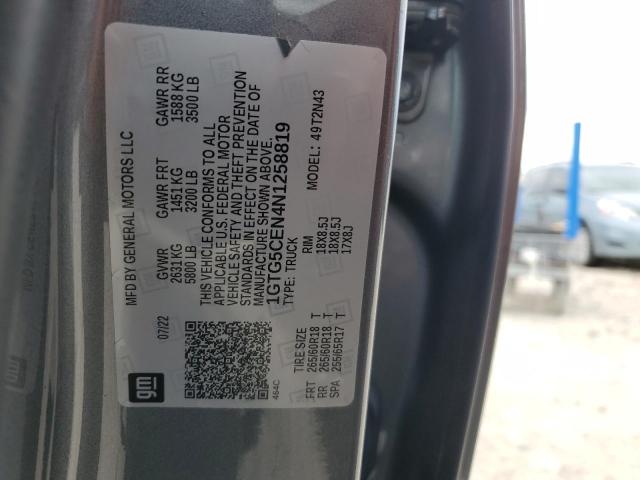 MFD BY GENERAL MOTORS LLC
07/22
GVWR GAWR FRT GAWR RR
2631 KG 1451 KG 1588 KG
5800 LB 3200 LB 3500 LB
THIS VEHICLE CONFORMS TO ALL
APPLICABLE U.S. FEDERAL MOTOR
VEHICLE SAFETY AND THEFT PREVENTION
STANDARDS IN EFFECT ON THE DATE OF
MANUFACTURE SHOWN ABOVE.
1GTG5CEN4N1258819
TYPE: TRUCK MODEL: 49T2N43
gm
464C
TIRE SIZE RIM
FRT 265/60R18 T 18X8.5J
RR 265/60R18 T 18X8.5J
SPA 255/65R17 T 17X8J